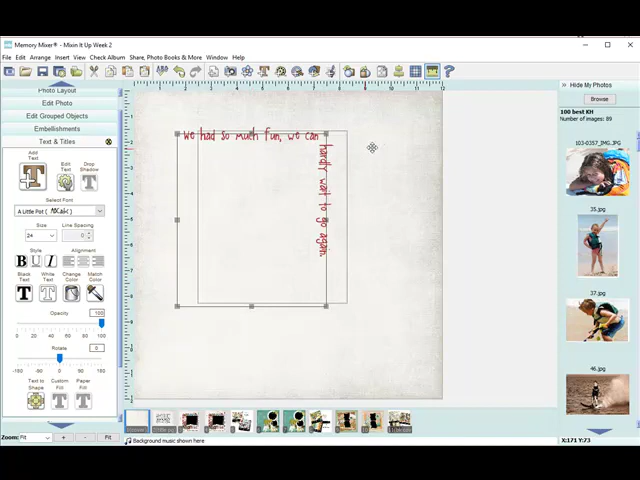 Memory Mixer® - Mixin It Up Week 2
File Edit Arrange Insert View Check Album Share, Photo Books & More Window Help
Photo Layout
Edit Photo
Edit Grouped Objects
Embellishments
Text & Titles
Add Text
Edit Text
Drop Shadow
Select Font
A Little Pot ( ABCabc )
Size
Line Spacing
24
0
Style
Alignment
B U I
Black Text
White Text
Change Color
Match Color
Opacity
100
0 20 40 60 80 100
Rotate
0
-180 -90 0 90 180
Text to Shape
Custom Fill
Paper Fill
Zoom: Fit
+ - Fit
we had so much fun, we can
hardly wait to go again.
Background music shown here
Hide My Photos
Browse
100 best KH
Number of images: 89
103-0357_IMG.JPG
35.jpg
37.jpg
46.jpg
X:171 Y:73